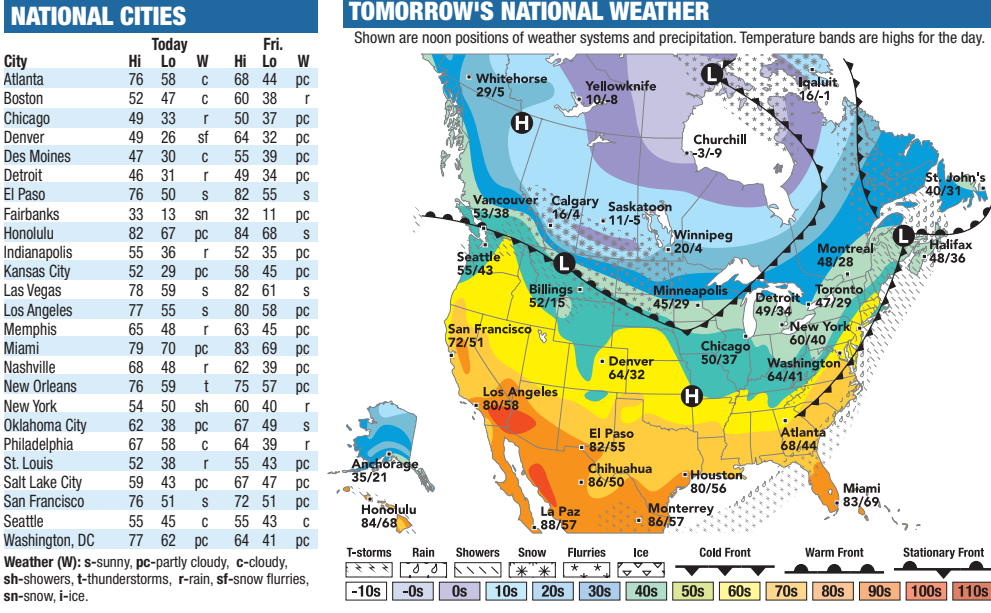 NATIONAL CITIES
Today Fri.
City Hi Lo W Hi Lo W
Atlanta 76 58 c 68 44 pc
Boston 52 47 c 60 38 r
Chicago 49 33 r 50 37 pc
Denver 49 26 sf 64 32 pc
Des Moines 47 30 c 55 39 pc
Detroit 46 31 r 49 34 pc
El Paso 76 50 s 82 55 s
Fairbanks 33 13 sn 32 11 pc
Honolulu 82 67 pc 84 68 s
Indianapolis 55 36 r 52 35 pc
Kansas City 52 29 pc 58 45 pc
Las Vegas 78 59 s 82 61 s
Los Angeles 77 55 s 80 58 pc
Memphis 65 48 r 63 45 pc
Miami 79 70 pc 83 69 pc
Nashville 68 48 r 62 39 pc
New Orleans 76 59 t 75 57 pc
New York 54 50 sh 60 40 r
Oklahoma City 62 38 pc 67 49 s
Philadelphia 67 58 c 64 39 r
St. Louis 52 38 r 55 43 pc
Salt Lake City 59 43 pc 67 47 pc
San Francisco 76 51 s 72 51 pc
Seattle 55 45 c 55 43 c
Washington, DC 77 62 pc 64 41 pc
Weather (W): s-sunny, pc-partly cloudy, c-cloudy,
sh-showers, t-thunderstorms, r-rain, sf-snow flurries,
sn-snow, i-ice.
TOMORROW'S NATIONAL WEATHER
Shown are noon positions of weather systems and precipitation. Temperature bands are highs for the day.
Whitehorse
29/5
Yellowknife
10/-8
L
Iqaluit
16/-1
H
Churchill
-3/-9
St. John's
40/31
Vancouver
53/38
Calgary
16/4
Saskatoon
11/-5
Winnipeg
20/4
L
Montreal
48/28
Halifax
48/36
Seattle
55/43
L
Billings
52/15
Minneapolis
45/29
Detroit
49/34
Toronto
47/29
San Francisco
72/51
New York
60/40
Chicago
50/37
Denver
64/32
Washington
64/41
Los Angeles
80/58
H
El Paso
82/55
Atlanta
68/44
Chihuahua
86/50
Houston
80/56
Anchorage
35/21
Miami
83/69
Honolulu
84/68
La Paz
88/57
Monterrey
86/57
T-storms Rain Showers Snow Flurries Ice Cold Front Warm Front Stationary Front
-10s -0s 0s 10s 20s 30s 40s 50s 60s 70s 80s 90s 100s 110s